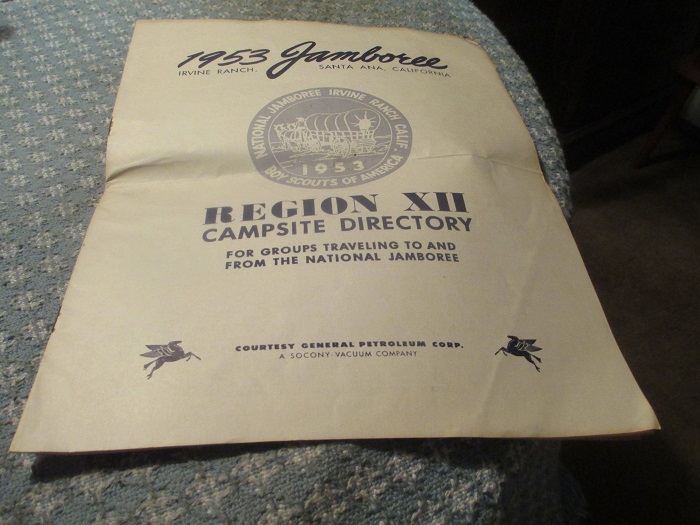 1953 Jamboree
IRVINE RANCH, SANTA ANA, CALIFORNIA
NATIONAL JAMBOREE IRVINE RANCH CALIF.
1953
BOY SCOUTS OF AMERICA
REGION XII
CAMPSITE DIRECTORY
FOR GROUPS TRAVELING TO AND
FROM THE NATIONAL JAMBOREE
COURTESY GENERAL PETROLEUM CORP.
A SOCONY-VACUUM COMPANY